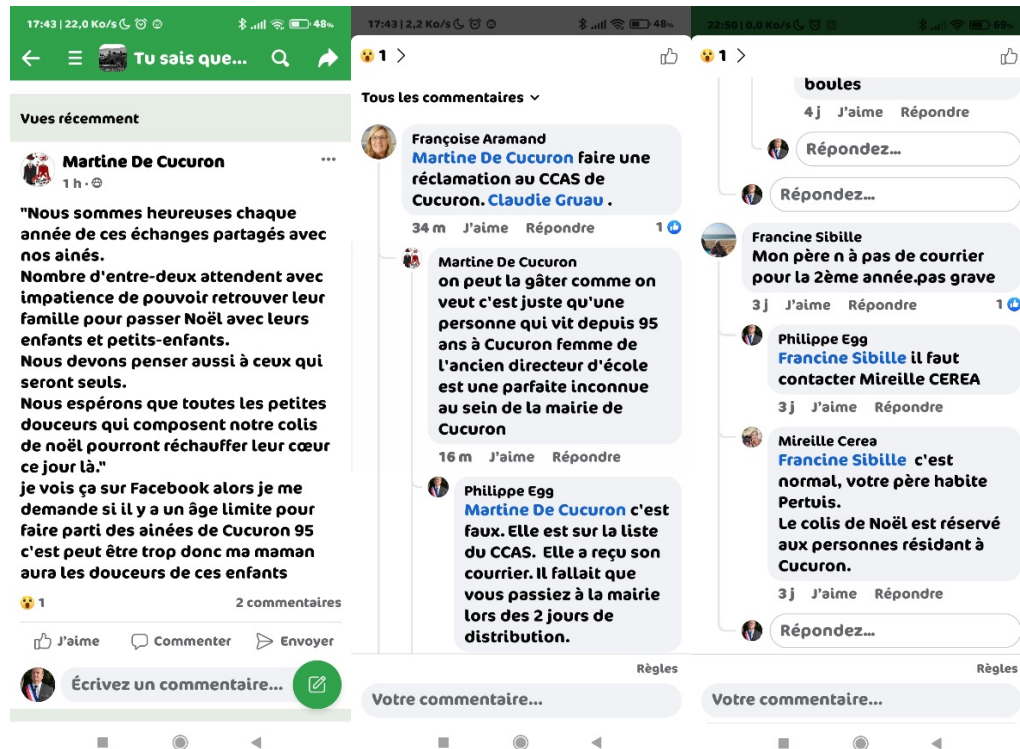 17:43 | 22,0 Ko/s
48%
Tu sais que...
Vues récemment
Martine De Cucuron
1 h
"Nous sommes heureuses chaque
année de ces échanges partagés avec
nos ainés.
Nombre d'entre-deux attendent avec
impatience de pouvoir retrouver leur
famille pour passer Noël avec leurs
enfants et petits-enfants.
Nous devons penser aussi à ceux qui
seront seuls.
Nous espérons que toutes les petites
douceurs qui composent notre colis
de noël pourront réchauffer leur cœur
ce jour là."
je vois ça sur Facebook alors je me
demande si il y a un âge limite pour
faire parti des ainées de Cucuron 95
c'est peut être trop donc ma maman
aura les douceurs de ces enfants
1
2 commentaires
J'aime Commenter Envoyer
Écrivez un commentaire...
17:43 | 2,2 Ko/s
48%
1 >
Tous les commentaires
Françoise Aramand
Martine De Cucuron faire une
réclamation au CCAS de
Cucuron. Claudie Gruau .
34 m J'aime Répondre 1
Martine De Cucuron
on peut la gâter comme on
veut c'est juste qu'une
personne qui vit depuis 95
ans à Cucuron femme de
l'ancien directeur d'école
est une parfaite inconnue
au sein de la mairie de
Cucuron
16 m J'aime Répondre
Philippe Egg
Martine De Cucuron c'est
faux. Elle est sur la liste
du CCAS. Elle a reçu son
courrier. Il fallait que
vous passiez à la mairie
lors des 2 jours de
distribution.
Règles
Votre commentaire...
22:50 | 0,0 Ko/s
69%
1 >
boules
4 j J'aime Répondre
Répondez...
Répondez...
Francine Sibille
Mon père n à pas de courrier
pour la 2ème année.pas grave
3 j J'aime Répondre 1
Philippe Egg
Francine Sibille il faut
contacter Mireille CEREA
3 j J'aime Répondre
Mireille Cerea
Francine Sibille c'est
normal, votre père habite
Pertuis.
Le colis de Noël est réservé
aux personnes résidant à
Cucuron.
3 j J'aime Répondre
Répondez...
Règles
Votre commentaire...